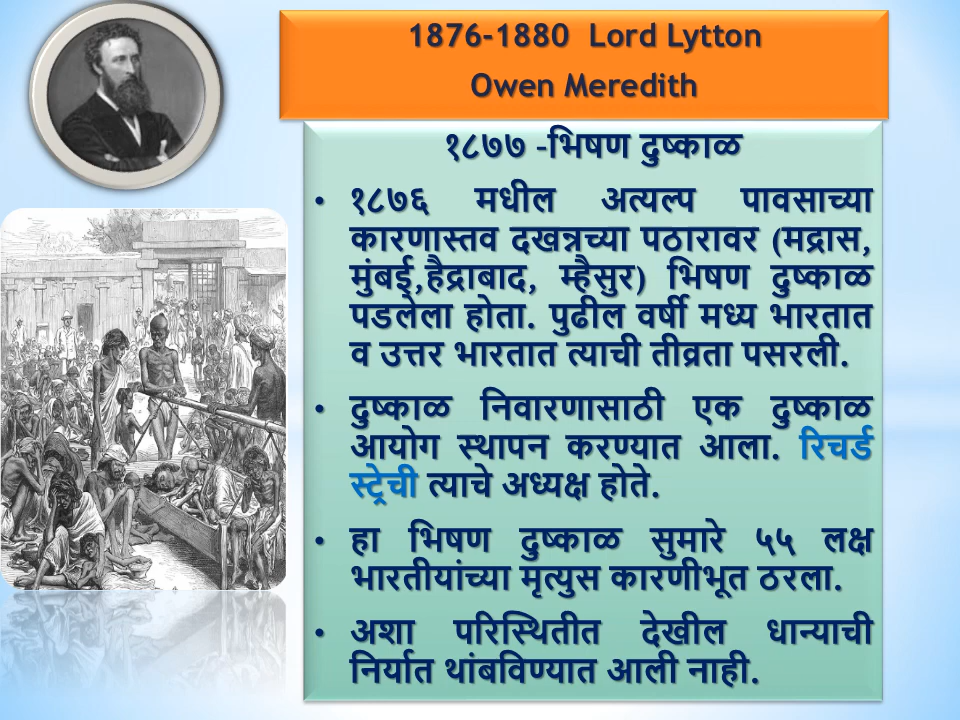 1876-1880 Lord Lytton
Owen Meredith
१८७७ -भिषण दुष्काळ
• १८७६ मधील अत्यल्प पावसाच्या
कारणास्तव दखन्नच्या पठारावर (मद्रास,
मुंबई,हैद्राबाद, म्हैसुर) भिषण दुष्काळ
पडलेला होता. पुढील वर्षी मध्य भारतात
व उत्तर भारतात त्याची तीव्रता पसरली.
• दुष्काळ निवारणासाठी एक दुष्काळ
आयोग स्थापन करण्यात आला. रिचर्ड
स्ट्रेची त्याचे अध्यक्ष होते.
• हा भिषण दुष्काळ सुमारे ५५ लक्ष
भारतीयांच्या मृत्युस कारणीभूत ठरला.
• अशा परिस्थितीत देखील धान्याची
निर्यात थांबविण्यात आली नाही.